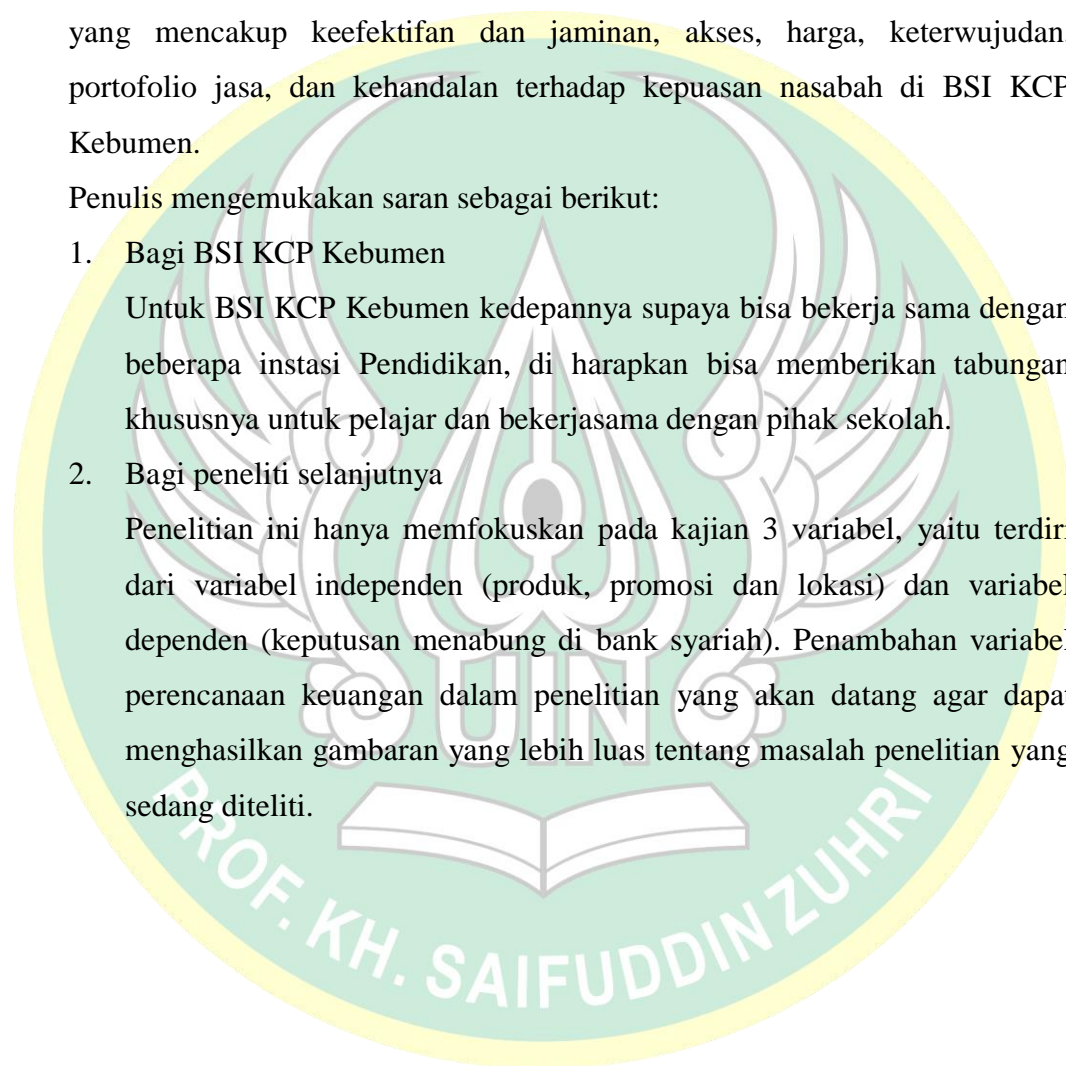 yang mencakup keefektifan dan jaminan, akses, harga, keterwujudan,
portofolio jasa, dan kehandalan terhadap kepuasan nasabah di BSI KCP
Kebumen.
Penulis mengemukakan saran sebagai berikut:
1. Bagi BSI KCP Kebumen
Untuk BSI KCP Kebumen kedepannya supaya bisa bekerja sama dengan
beberapa instasi Pendidikan, di harapkan bisa memberikan tabungan
khususnya untuk pelajar dan bekerjasama dengan pihak sekolah.
2. Bagi peneliti selanjutnya
Penelitian ini hanya memfokuskan pada kajian 3 variabel, yaitu terdiri
dari variabel independen (produk, promosi dan lokasi) dan variabel
dependen (keputusan menabung di bank syariah). Penambahan variabel
perencanaan keuangan dalam penelitian yang akan datang agar dapat
menghasilkan gambaran yang lebih luas tentang masalah penelitian yang
sedang diteliti.
UIN
PROF. KH. SAIFUDDIN ZUHRI